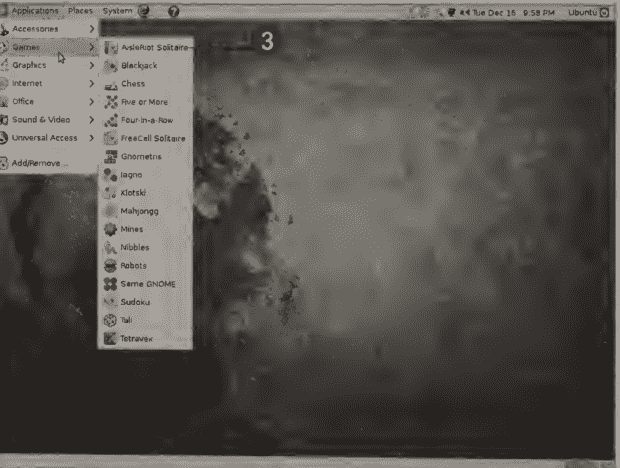 Applications Places System Tue Dec 16 9:58 PM Ubuntu
Accessories
Games
Graphics
Internet
Office
Sound & Video
Universal Access
Add/Remove...
AisleRiot Solitaire
Blackjack
Chess
Five or More
Four-in-a-Row
FreeCell Solitaire
Gnometris
Iagno
Klotski
Mahjongg
Mines
Nibbles
Robots
Same GNOME
Sudoku
Tali
Tetravex
3